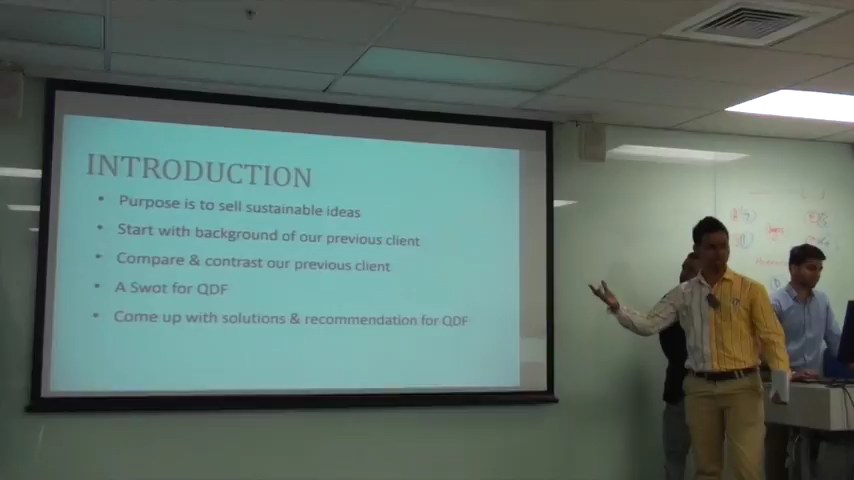 INTRODUCTION
• Purpose is to sell sustainable ideas
• Start with background of our previous client
• Compare & contrast our previous client
• A Swot for QDF
• Come up with solutions & recommendation for QDF